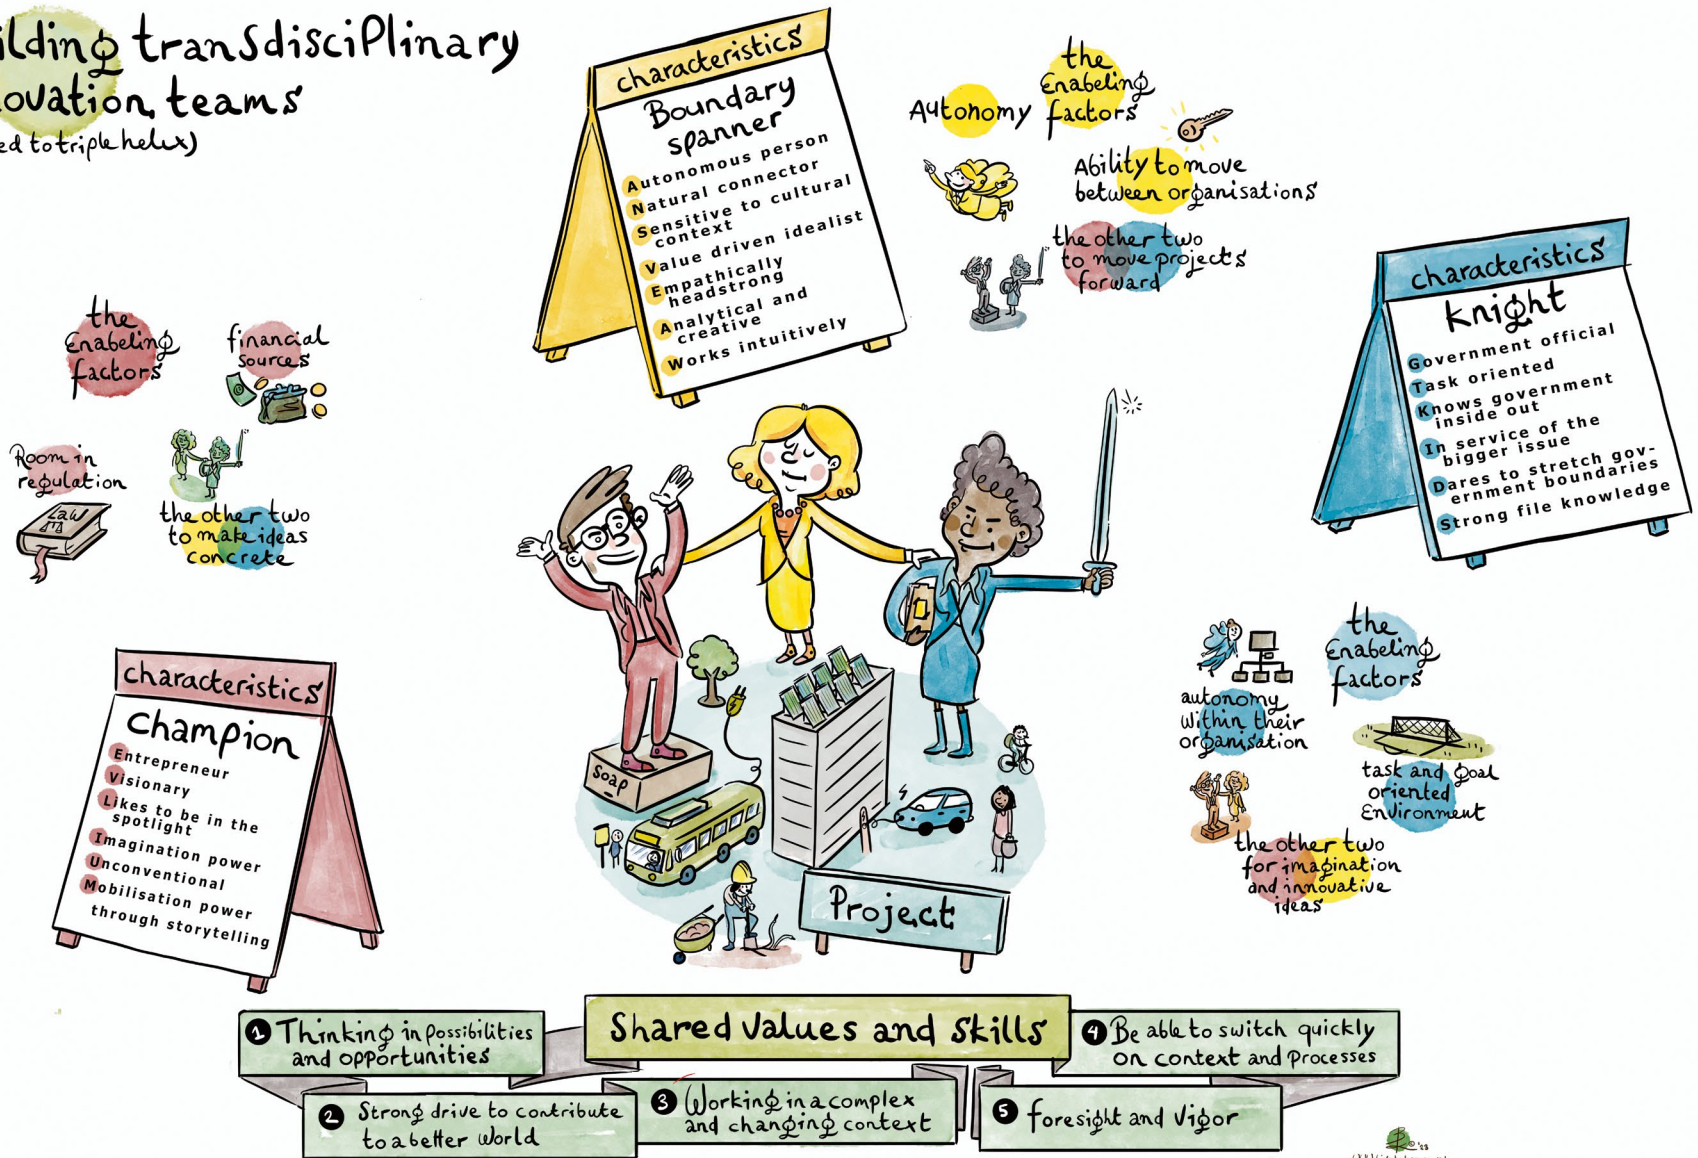 ilding transdisciplinary
ovation teams
ed to triple helix)
characteristics
Boundary
spanner
Autonomous person
Natural connector
Sensitive to cultural
context
Value driven idealist
Empathically
headstrong
Analytical and
creative
Works intuitively
the
Enabeling
factors
Autonomy
Ability to move
between organisations
the other two
to move projects
forward
characteristics
knight
Government official
Task oriented
Knows government
inside out
In service of the
bigger issue
Dares to stretch gov-
ernment boundaries
Strong file knowledge
the
Enabeling
factors
financial
sources
Room in
regulation
Law
the other two
to make ideas
concrete
characteristics
Champion
Entrepreneur
Visionary
Likes to be in the
spotlight
Imagination power
Unconventional
Mobilisation power
through storytelling
the
Enabeling
factors
autonomy
within their
organisation
task and goal
oriented
Environment
the other two
for imagination
and innovative
ideas
Soap
Project
Shared Values and Skills
1 Thinking in possibilities
and opportunities
2 Strong drive to contribute
to a better world
3 Working in a complex
and changing context
4 Be able to switch quickly
on context and processes
5 foresight and Vigor